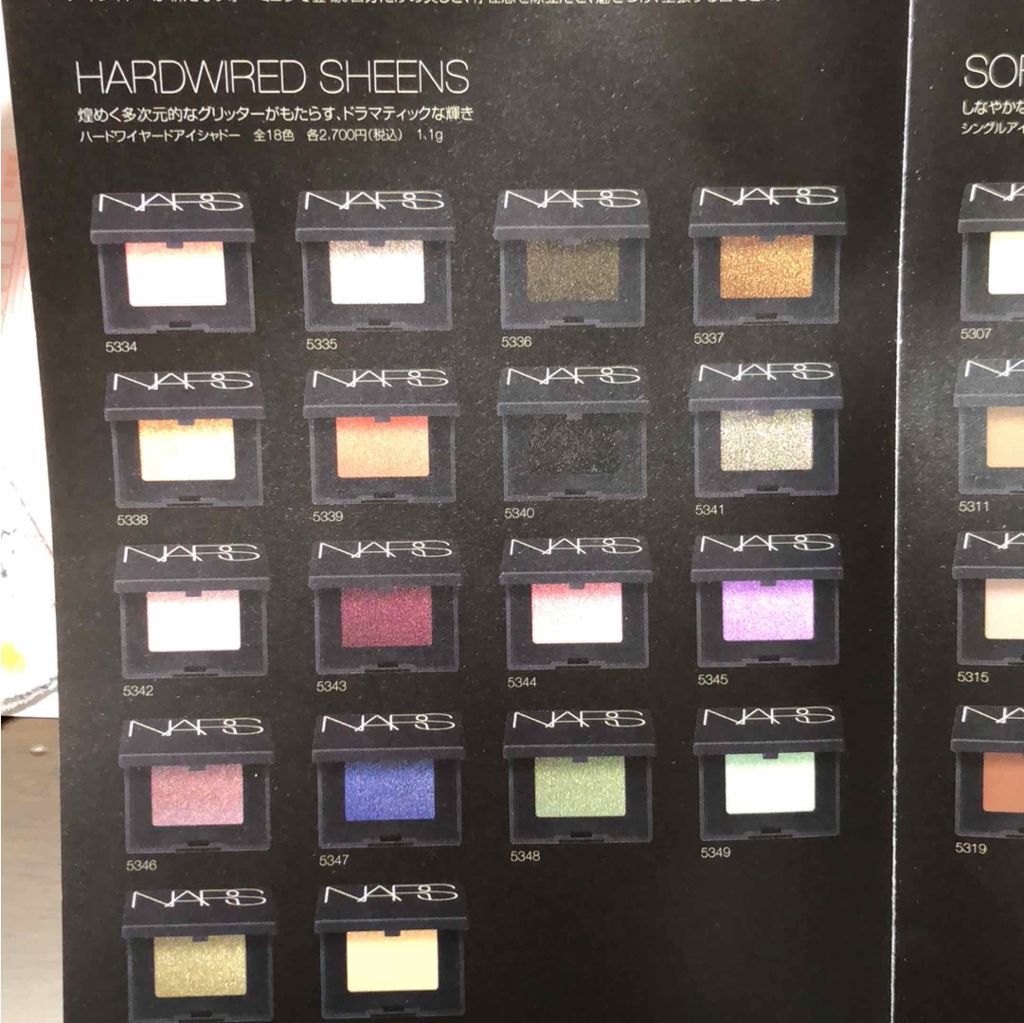 HARDWIRED SHEENS
煌めく多次元的なグリッターがもたらす、ドラマティックな輝き
ハードワイヤードアイシャドー 全18色 各2,700円(税込) 1.1g
NARS NARS NARS NARS
5334 5335 5336 5337
NARS NARS NARS NARS
5338 5339 5340 5341
NARS NARS NARS NARS
5342 5343 5344 5345
NARS NARS NARS NARS
5346 5347 5348 5349
NARS NARS
しなやかな
シングルアイ
5307
5311
5315
5319